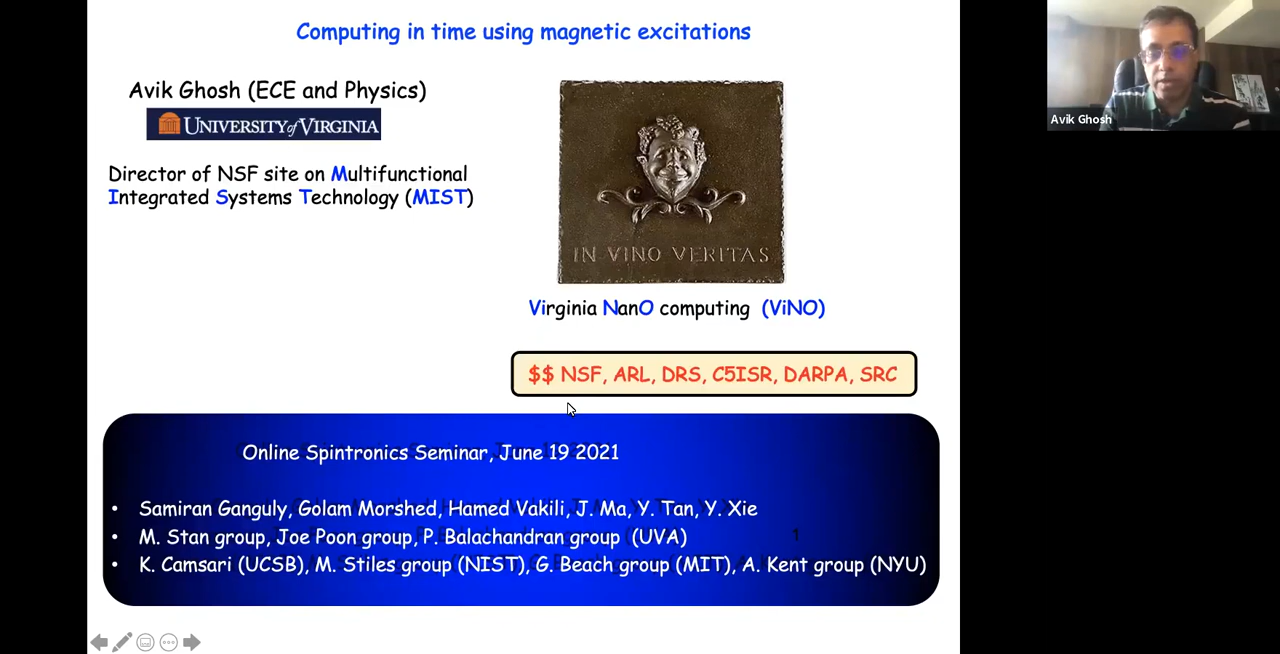 Computing in time using magnetic excitations
Avik Ghosh (ECE and Physics)
UNIVERSITY of VIRGINIA
Director of NSF site on Multifunctional
Integrated Systems Technology (MIST)
IN VINO VERITAS
Virginia NanO computing (ViNO)
$$ NSF, ARL, DRS, C5ISR, DARPA, SRC
Online Spintronics Seminar, June 19 2021
• Samiran Ganguly, Golam Morshed, Hamed Vakili, J. Ma, Y. Tan, Y. Xie
• M. Stan group, Joe Poon group, P. Balachandran group (UVA)
1
• K. Camsari (UCSB), M. Stiles group (NIST), G. Beach group (MIT), A. Kent group (NYU)
Avik Ghosh